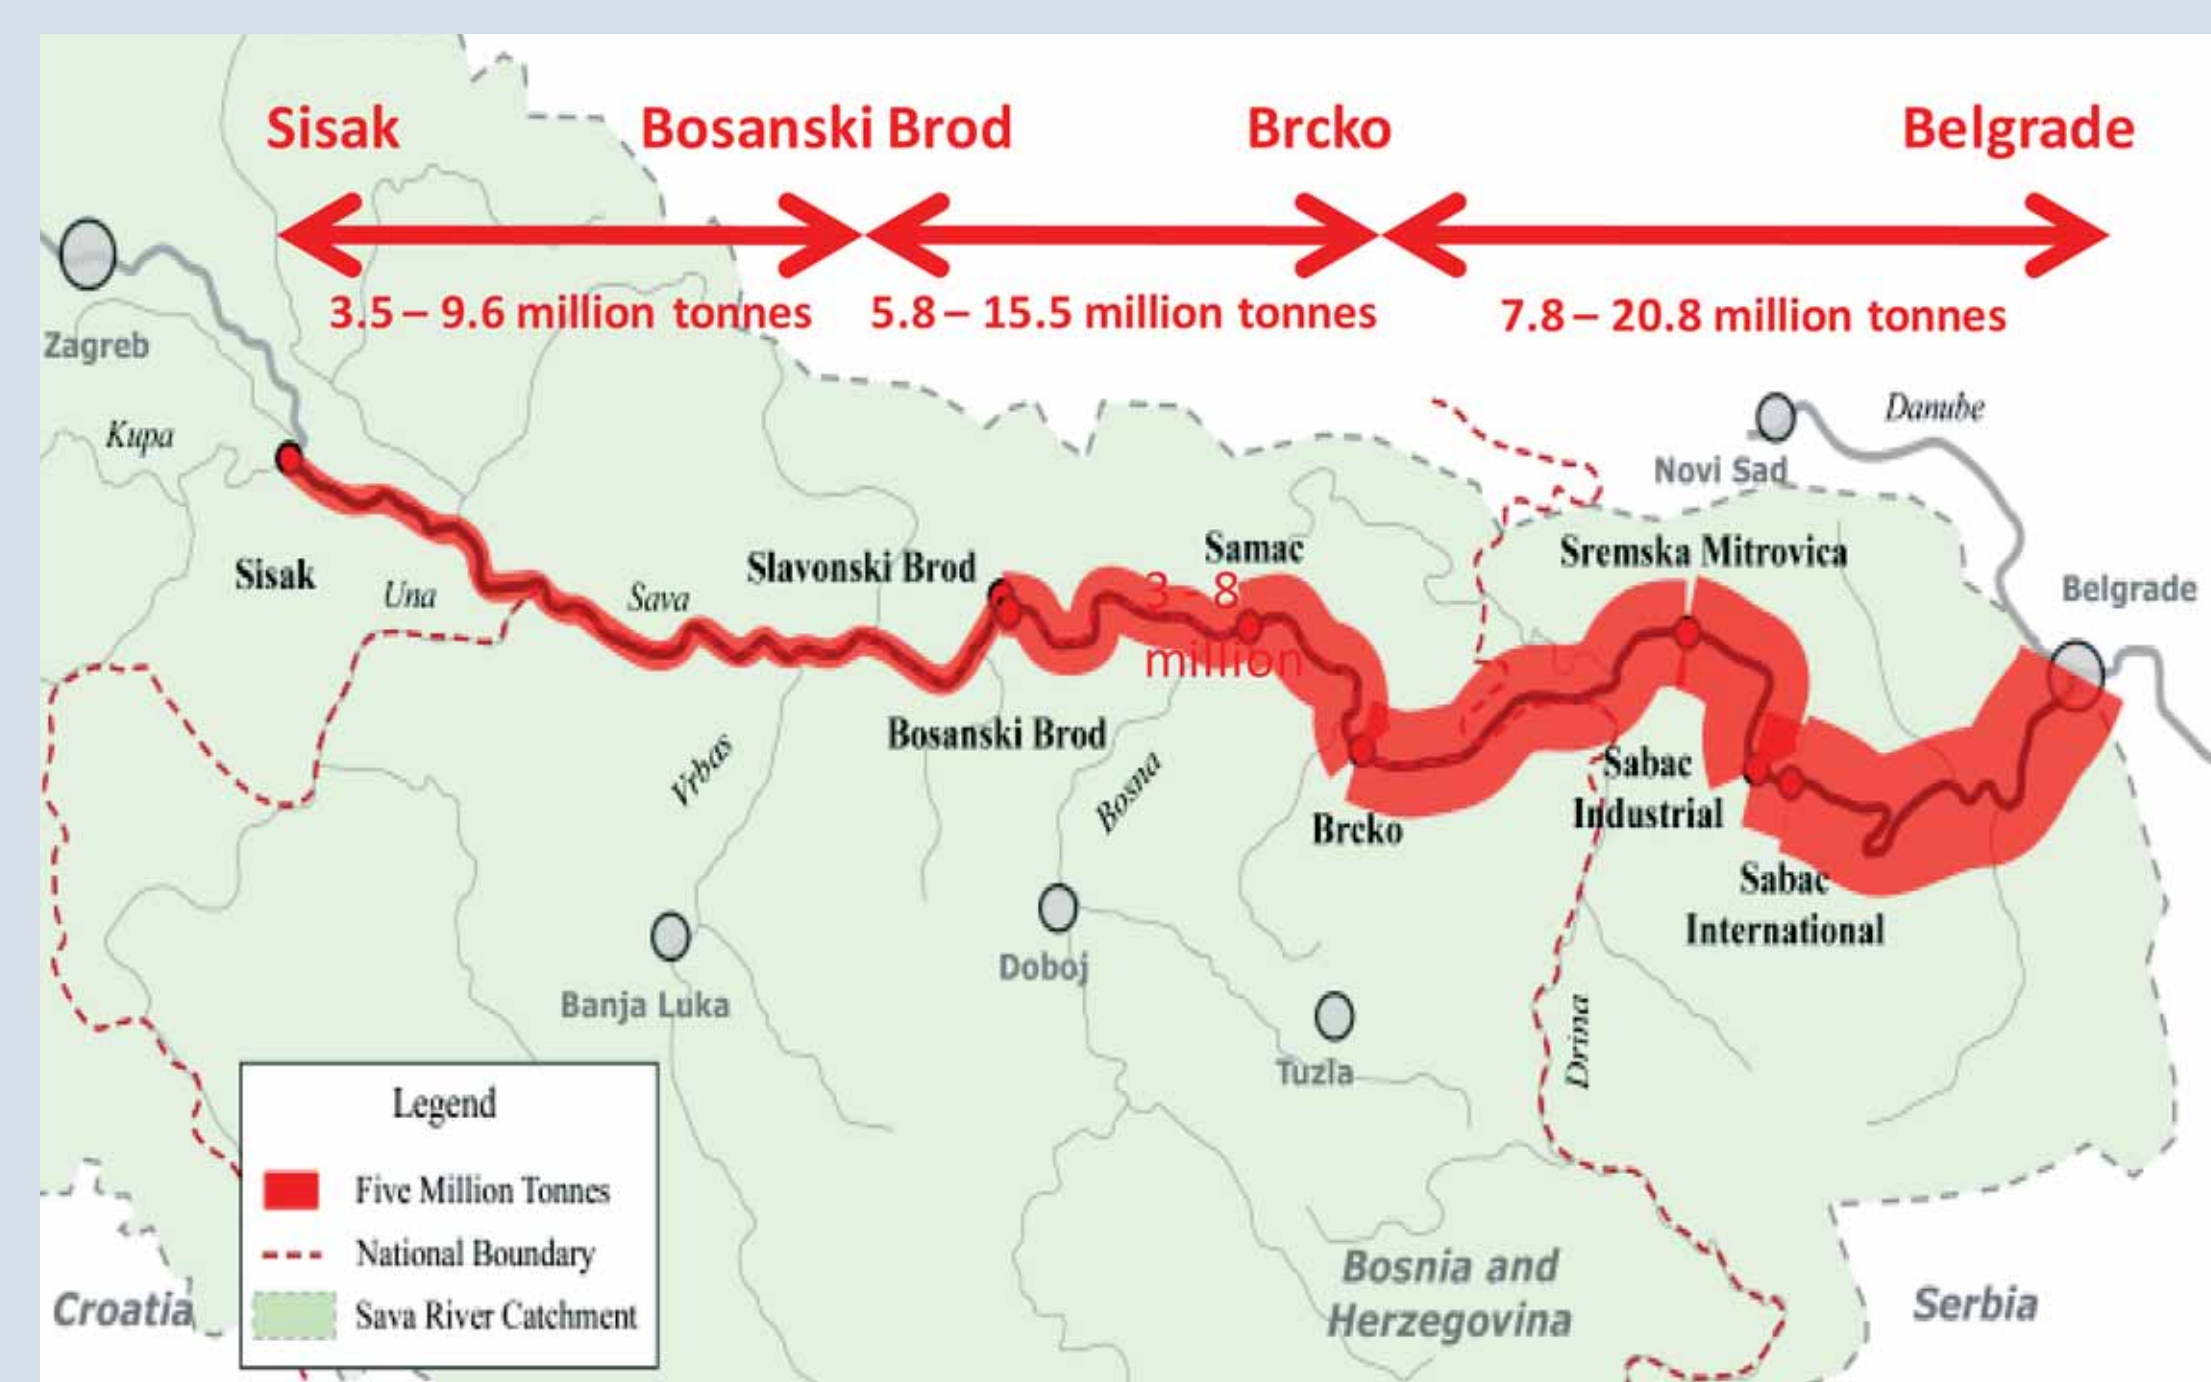 Sisak
Bosanski Brod
Brcko
Belgrade
3.5 – 9.6 million tonnes
5.8 – 15.5 million tonnes
7.8 – 20.8 million tonnes
Zagreb
Kupa
Danube
Novi Sad
Sisak
Una
Sava
Slavonski Brod
Samac
3 – 8
million
Sremska Mitrovica
Belgrade
Bosanski Brod
Vrbas
Bosna
Brcko
Sabac
Industrial
Sabac
International
Banja Luka
Doboj
Tuzla
Drina
Legend
Five Million Tonnes
National Boundary
Sava River Catchment
Croatia
Bosnia and
Herzegovina
Serbia